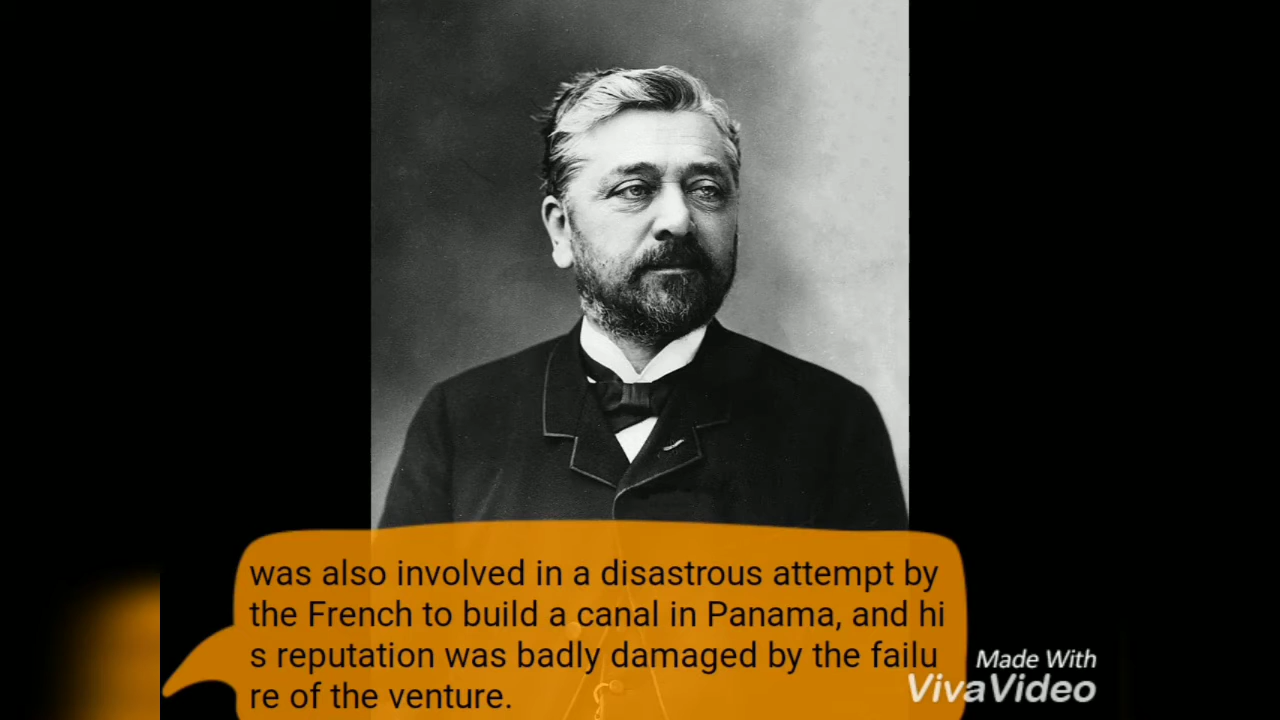 was also involved in a disastrous attempt by
the French to build a canal in Panama, and hi
s reputation was badly damaged by the failu
re of the venture.
Made With
VivaVideo